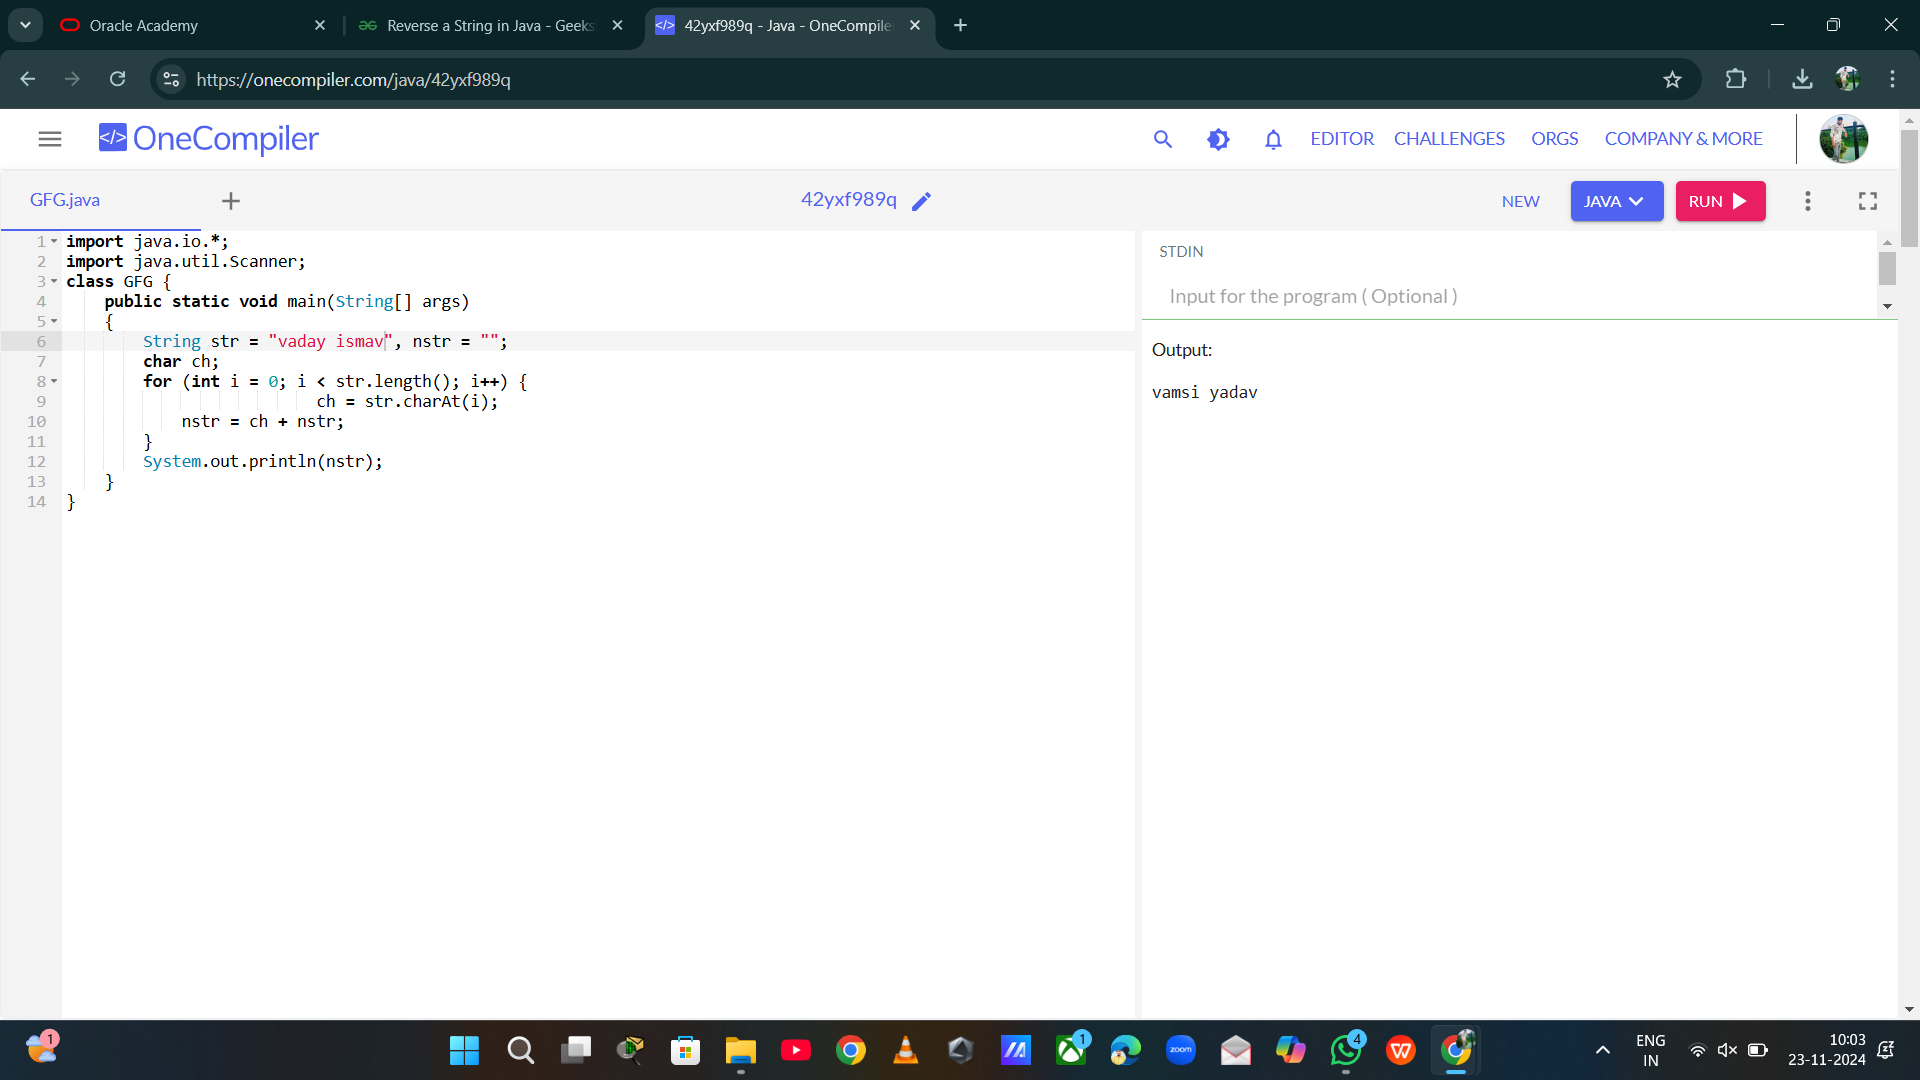 Oracle Academy
Reverse a String in Java - Geeks
42yxf989q - Java - OneCompile
https://onecompiler.com/java/42yxf989q
</> OneCompiler
EDITOR CHALLENGES ORGS COMPANY & MORE
GFG.java
42yxf989q
NEW
JAVA
RUN
1 import java.io.*;
2 import java.util.Scanner;
3 class GFG {
4 public static void main(String[] args)
5 {
6 String str = "vaday ismav", nstr = "";
7 char ch;
8 for (int i = 0; i < str.length(); i++) {
9 ch = str.charAt(i);
10 nstr = ch + nstr;
11 }
12 System.out.println(nstr);
13 }
14 }
STDIN
Input for the program ( Optional )
Output:
vamsi yadav
1
zoom
1
4
W
ENG
IN
10:03
23-11-2024